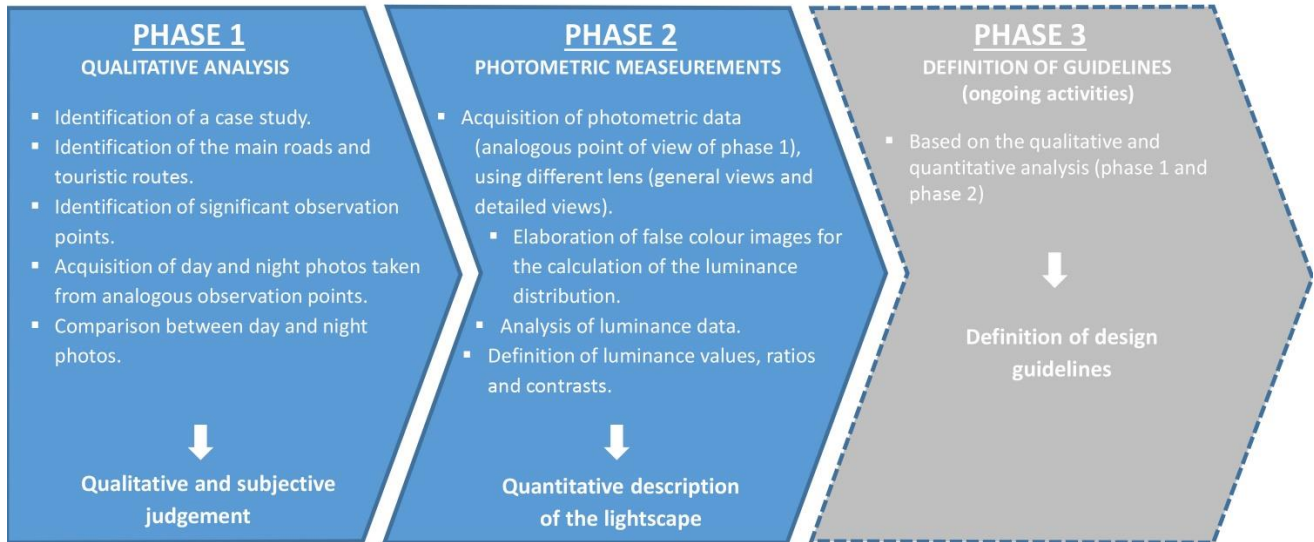 PHASE 1
QUALITATIVE ANALYSIS
▪ Identification of a case study.
▪ Identification of the main roads and
touristic routes.
▪ Identification of significant observation
points.
▪ Acquisition of day and night photos taken
from analogous observation points.
▪ Comparison between day and night
photos.
Qualitative and subjective
judgement
PHASE 2
PHOTOMETRIC MEASEUREMENTS
▪ Acquisition of photometric data
(analogous point of view of phase 1),
using different lens (general views and
detailed views).
▪ Elaboration of false colour images for
the calculation of the luminance
distribution.
▪ Analysis of luminance data.
▪ Definition of luminance values, ratios
and contrasts.
Quantitative description
of the lightscape
PHASE 3
DEFINITION OF GUIDELINES
(ongoing activities)
▪ Based on the qualitative and
quantitative analysis (phase 1 and
phase 2)
Definition of design
guidelines